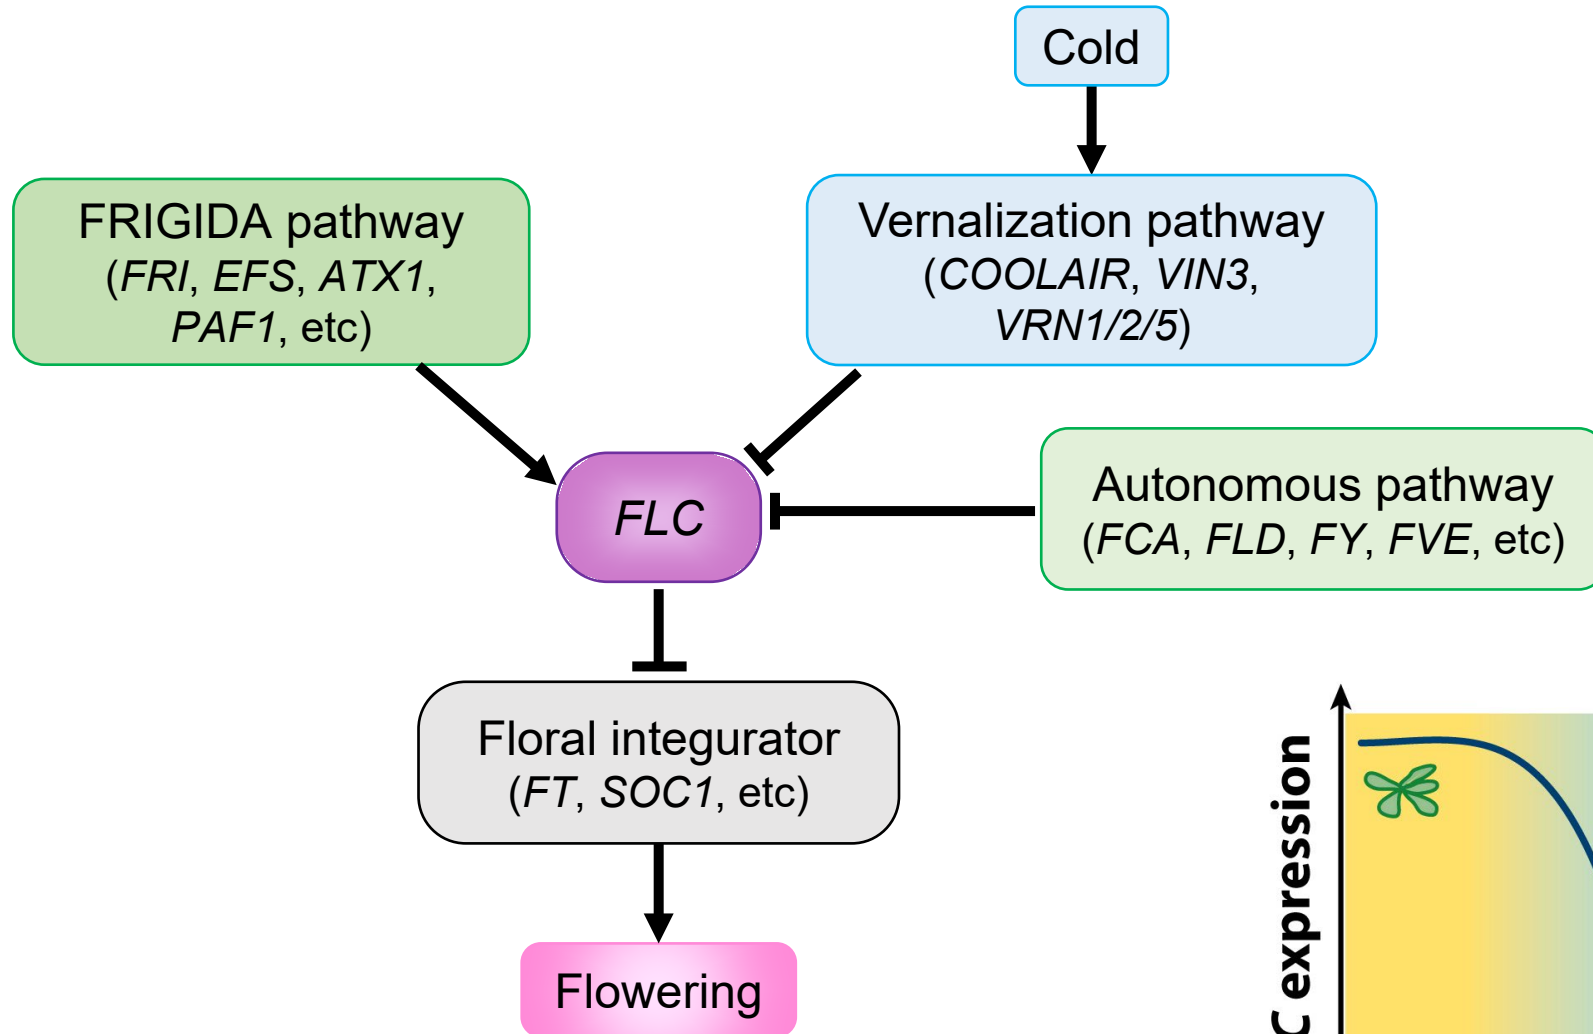 Cold
FRIGIDA pathway
(FRI, EFS, ATX1,
PAF1, etc)
Vernalization pathway
(COOLAIR, VIN3,
VRN1/2/5)
FLC
Autonomous pathway
(FCA, FLD, FY, FVE, etc)
Floral integurator
(FT, SOC1, etc)
Flowering
C expression